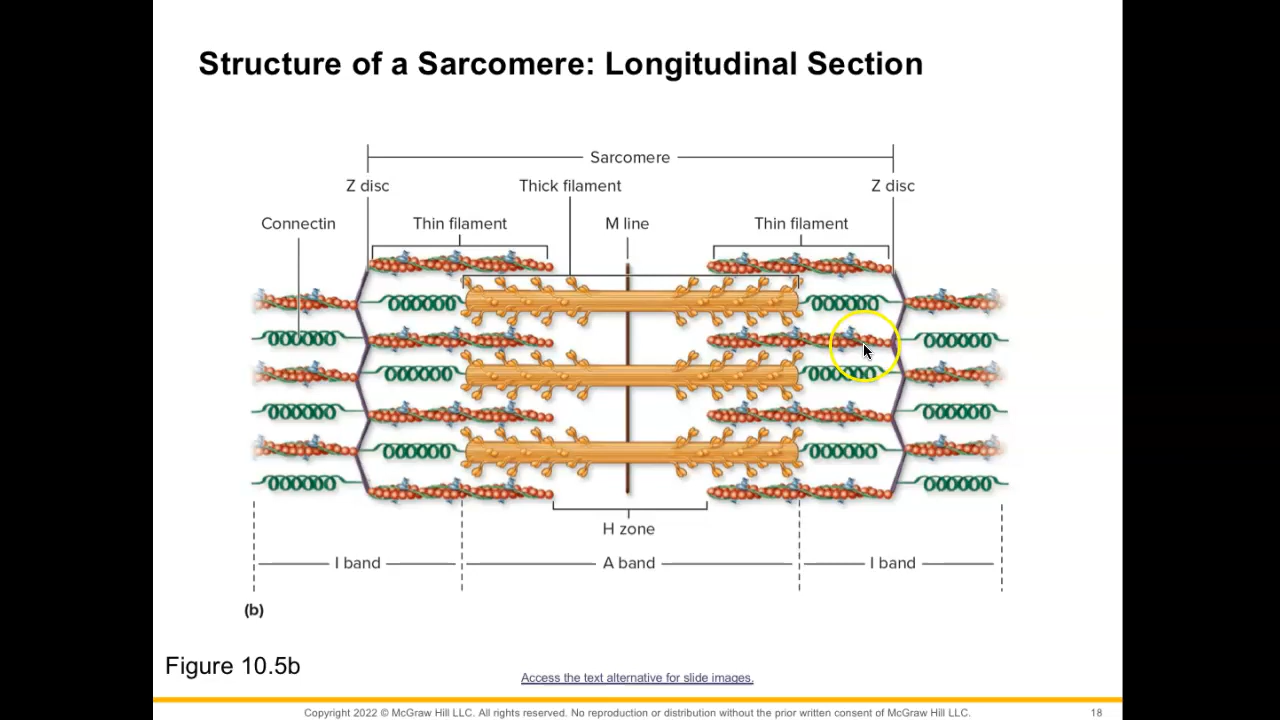 Structure of a Sarcomere: Longitudinal Section
Sarcomere
Z disc
Thick filament
Z disc
Connectin
Thin filament
M line
Thin filament
H zone
I band
A band
I band
(b)
Figure 10.5b
Access the text alternative for slide images.
Copyright 2022 © McGraw Hill LLC. All rights reserved. No reproduction or distribution without the prior written consent of McGraw Hill LLC.
18